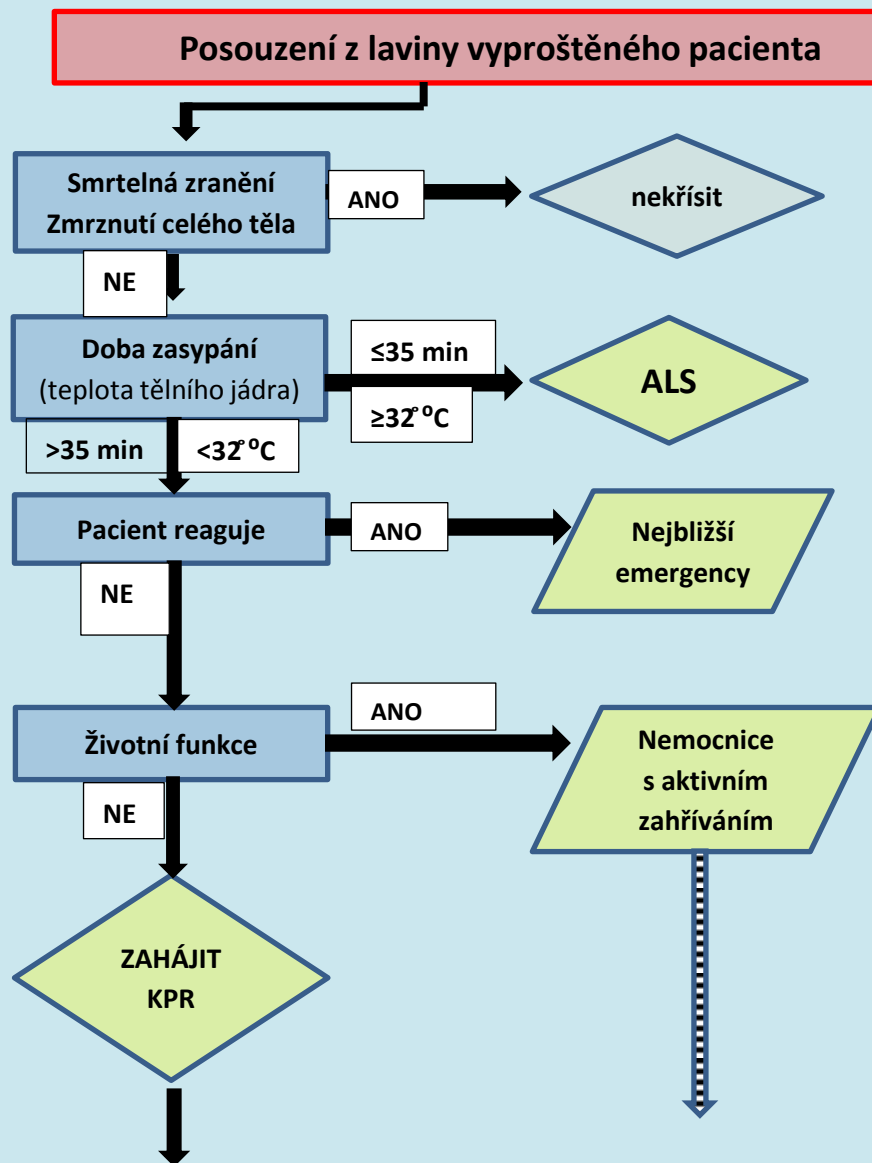 Posouzení z laviny vyproštěného pacienta
Smrtelná zranění
Zmrznutí celého těla
ANO
nekřísit
NE
Doba zasypání
(teplota tělního jádra)
≤35 min
≥32°⁰C
ALS
>35 min
<32°⁰C
Pacient reaguje
ANO
Nejbližší
emergency
NE
Životní funkce
ANO
Nemocnice
s aktivním
zahříváním
NE
ZAHÁJIT
KPR